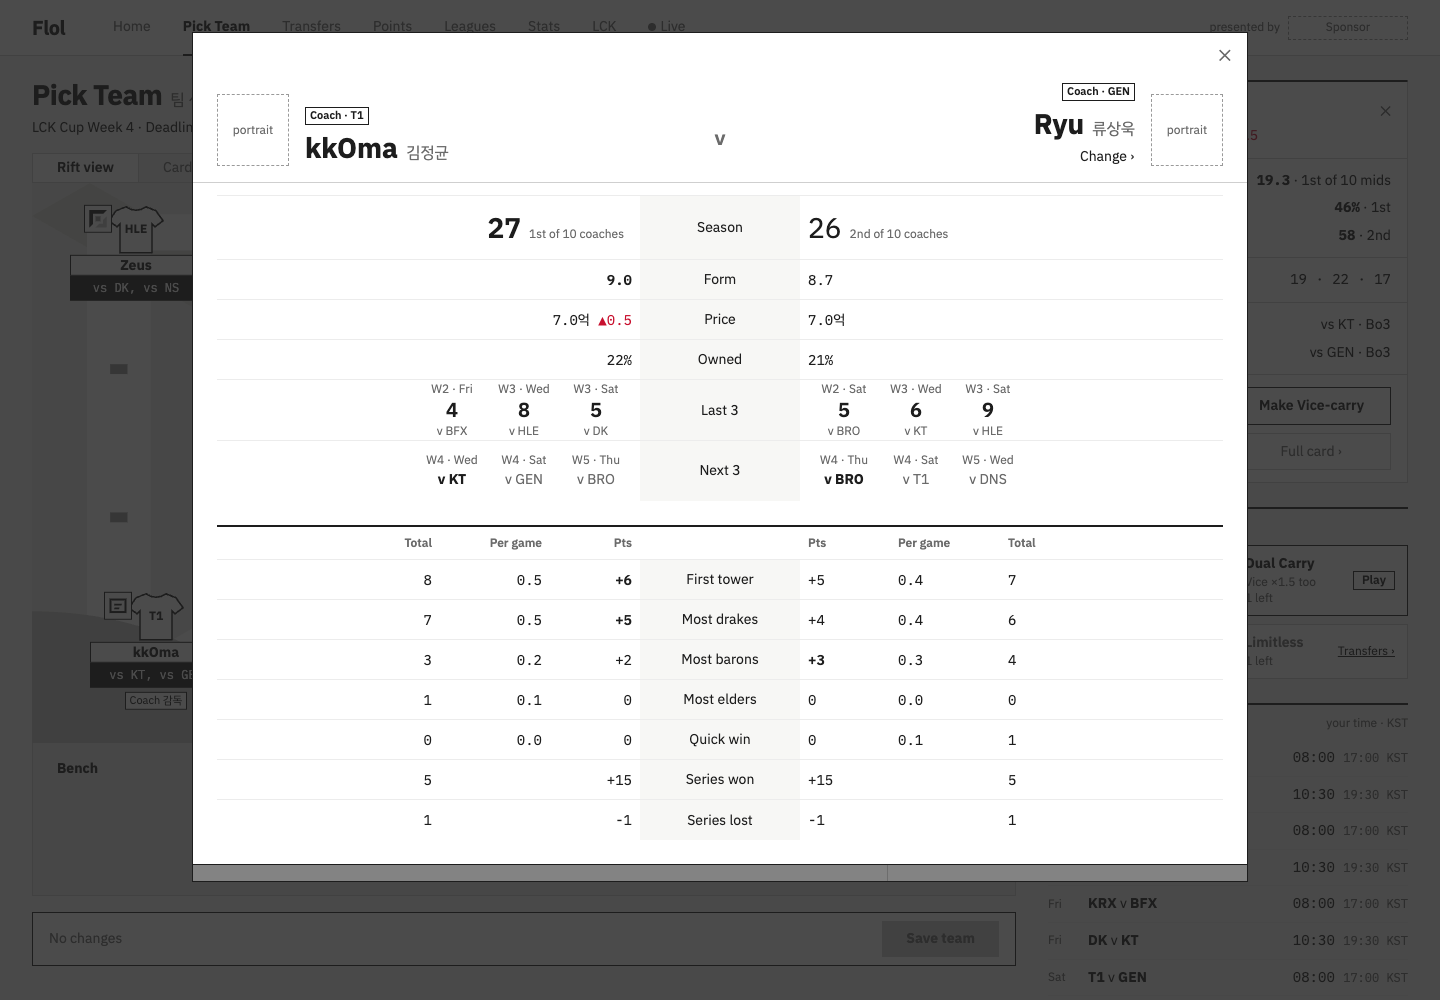 Flol Home Pick Team Transfers Points Leagues Stats LCK Live presented by Sponsor
Pick Team 팀
LCK Cup Week 4 · Deadlin
Rift view Card
HLE
Zeus
vs DK, vs NS
T1
kkOma
vs KT, vs GE
Coach 감독
Bench
No changes Save team
Coach · T1
portrait
kkOma 김정균
v
Coach · GEN
Ryu 류상욱
portrait
Change ›
27 1st of 10 coaches Season 26 2nd of 10 coaches
9.0 Form 8.7
7.0억 ▲0.5 Price 7.0억
22% Owned 21%
W2 · Fri W3 · Wed W3 · Sat W2 · Sat W3 · Wed W3 · Sat
4 8 5 Last 3 5 6 9
v BFX v HLE v DK v BRO v KT v HLE
W4 · Wed W4 · Sat W5 · Thu Next 3 W4 · Thu W4 · Sat W5 · Wed
v KT v GEN v BRO v BRO v T1 v DNS
Total Per game Pts Pts Per game Total
8 0.5 +6 First tower +5 0.4 7
7 0.5 +5 Most drakes +4 0.4 6
3 0.2 +2 Most barons +3 0.3 4
1 0.1 0 Most elders 0 0.0 0
0 0.0 0 Quick win 0 0.1 1
5 +15 Series won +15 5
1 -1 Series lost -1 1
5
19.3 · 1st of 10 mids
46% · 1st
58 · 2nd
19 · 22 · 17
vs KT · Bo3
vs GEN · Bo3
Make Vice-carry
Full card ›
Dual Carry
Vice ×1.5 too
1 left
Play
Limitless
1 left
Transfers ›
your time · KST
08:00 17:00 KST
10:30 19:30 KST
08:00 17:00 KST
10:30 19:30 KST
Fri KRX v BFX 08:00 17:00 KST
Fri DK v KT 10:30 19:30 KST
Sat T1 v GEN 08:00 17:00 KST